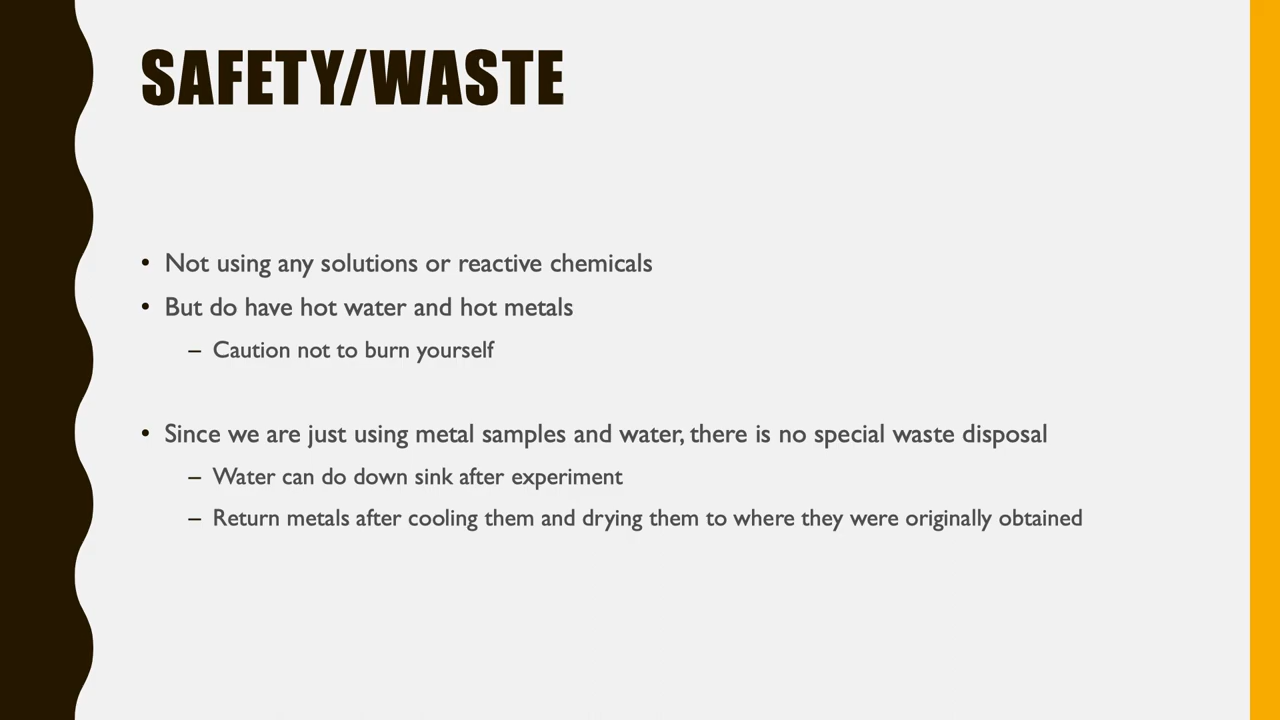 SAFETY/WASTE
• Not using any solutions or reactive chemicals
• But do have hot water and hot metals
– Caution not to burn yourself
• Since we are just using metal samples and water, there is no special waste disposal
– Water can do down sink after experiment
– Return metals after cooling them and drying them to where they were originally obtained